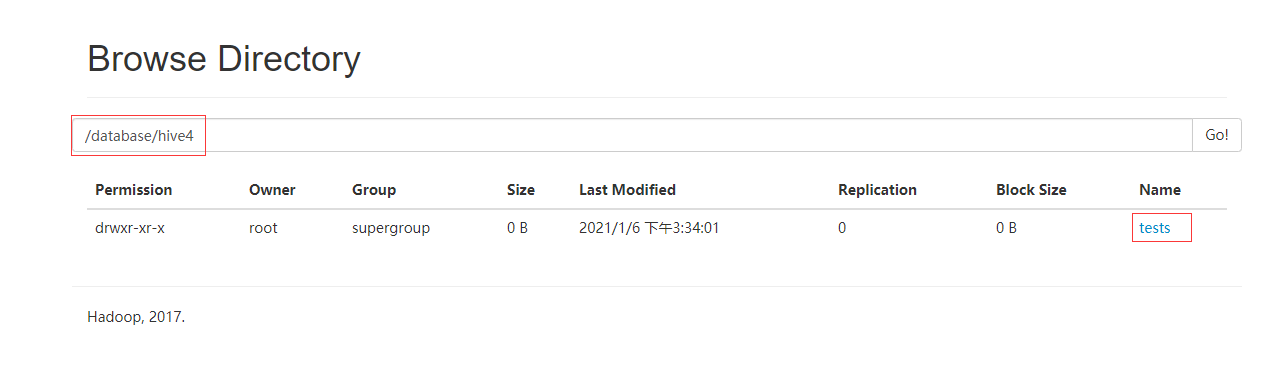 Browse Directory
/database/hive4 Go!
Permission Owner Group Size Last Modified Replication Block Size Name
drwxr-xr-x root supergroup 0 B 2021/1/6 下午3:34:01 0 0 B tests
Hadoop, 2017.